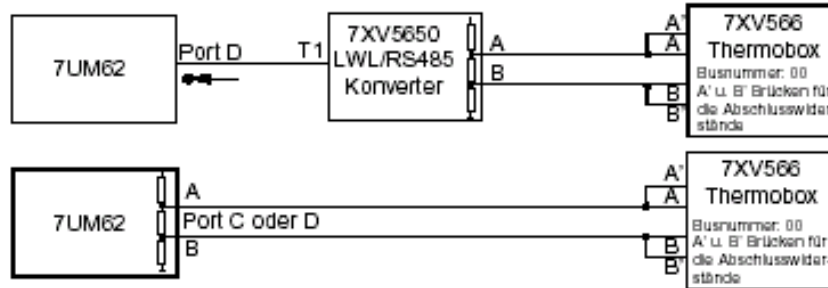 7UM62
Port D
T1
7XV5650
LWL/RS485
Konverter
A
B
A'
A
B
B'
7XV566
Thermobox
Busnummer: 00
A' u. B' Brücken für
die Abschlusswider-
stände
7UM62
A
Port C oder D
B
A'
A
B
B'
7XV566
Thermobox
Busnummer: 00
A' u. B' Brücken für
die Abschlusswider-
stände